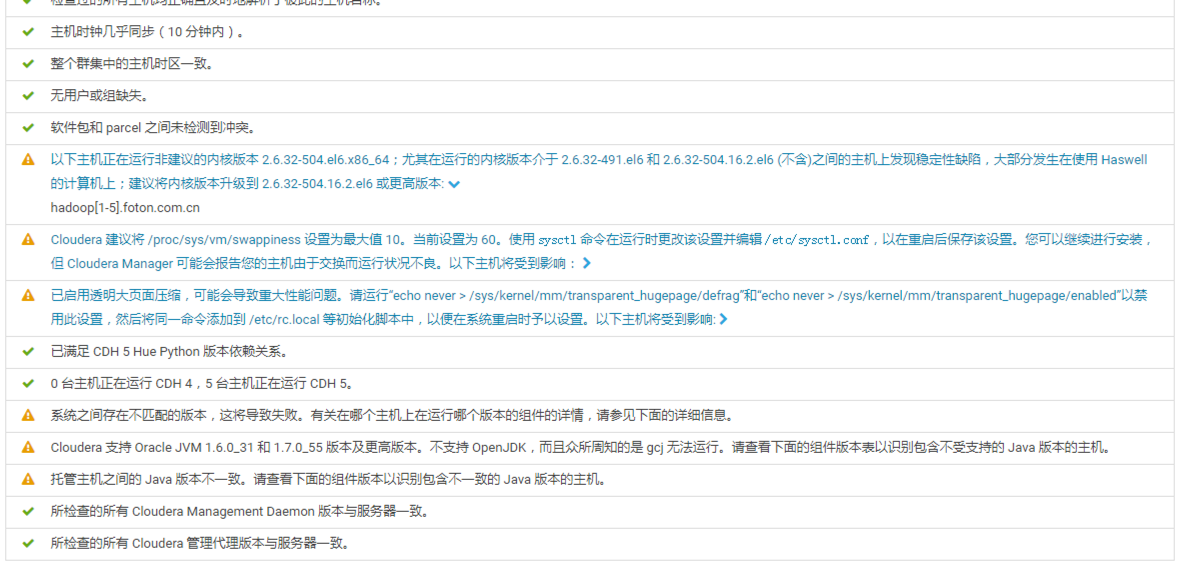 检查过的所有主机均正确且及时地解析了彼此的主机名称。
主机时钟几乎同步（10 分钟内）。
整个群集中的主机时区一致。
无用户或组缺失。
软件包和 parcel 之间未检测到冲突。
以下主机正在运行非建议的内核版本 2.6.32-504.el6.x86_64；尤其在运行的内核版本介于 2.6.32-491.el6 和 2.6.32-504.16.2.el6 (不含)之间的主机上发现稳定性缺陷，大部分发生在使用 Haswell
的计算机上；建议将内核版本升级到 2.6.32-504.16.2.el6 或更高版本:
hadoop[1-5].foton.com.cn
Cloudera 建议将 /proc/sys/vm/swappiness 设置为最大值 10。当前设置为 60。使用 sysctl 命令在运行时更改该设置并编辑 /etc/sysctl.conf，以在重启后保存该设置。您可以继续进行安装，
但 Cloudera Manager 可能会报告您的主机由于交换而运行状况不良。以下主机将受到影响：
已启用透明大页面压缩，可能会导致重大性能问题。请运行“echo never > /sys/kernel/mm/transparent_hugepage/defrag”和“echo never > /sys/kernel/mm/transparent_hugepage/enabled”以禁
用此设置，然后将同一命令添加到 /etc/rc.local 等初始化脚本中，以便在系统重启时予以设置。以下主机将受到影响:
已满足 CDH 5 Hue Python 版本依赖关系。
0 台主机正在运行 CDH 4，5 台主机正在运行 CDH 5。
系统之间存在不匹配的版本，这将导致失败。有关在哪个主机上在运行哪个版本的组件的详情，请参见下面的详细信息。
Cloudera 支持 Oracle JVM 1.6.0_31 和 1.7.0_55 版本及更高版本。不支持 OpenJDK，而且众所周知的是 gcj 无法运行。请查看下面的组件版本表以识别包含不受支持的 Java 版本的主机。
托管主机之间的 Java 版本不一致。请查看下面的组件版本以识别包含不一致的 Java 版本的主机。
所检查的所有 Cloudera Management Daemon 版本与服务器一致。
所检查的所有 Cloudera 管理代理版本与服务器一致。